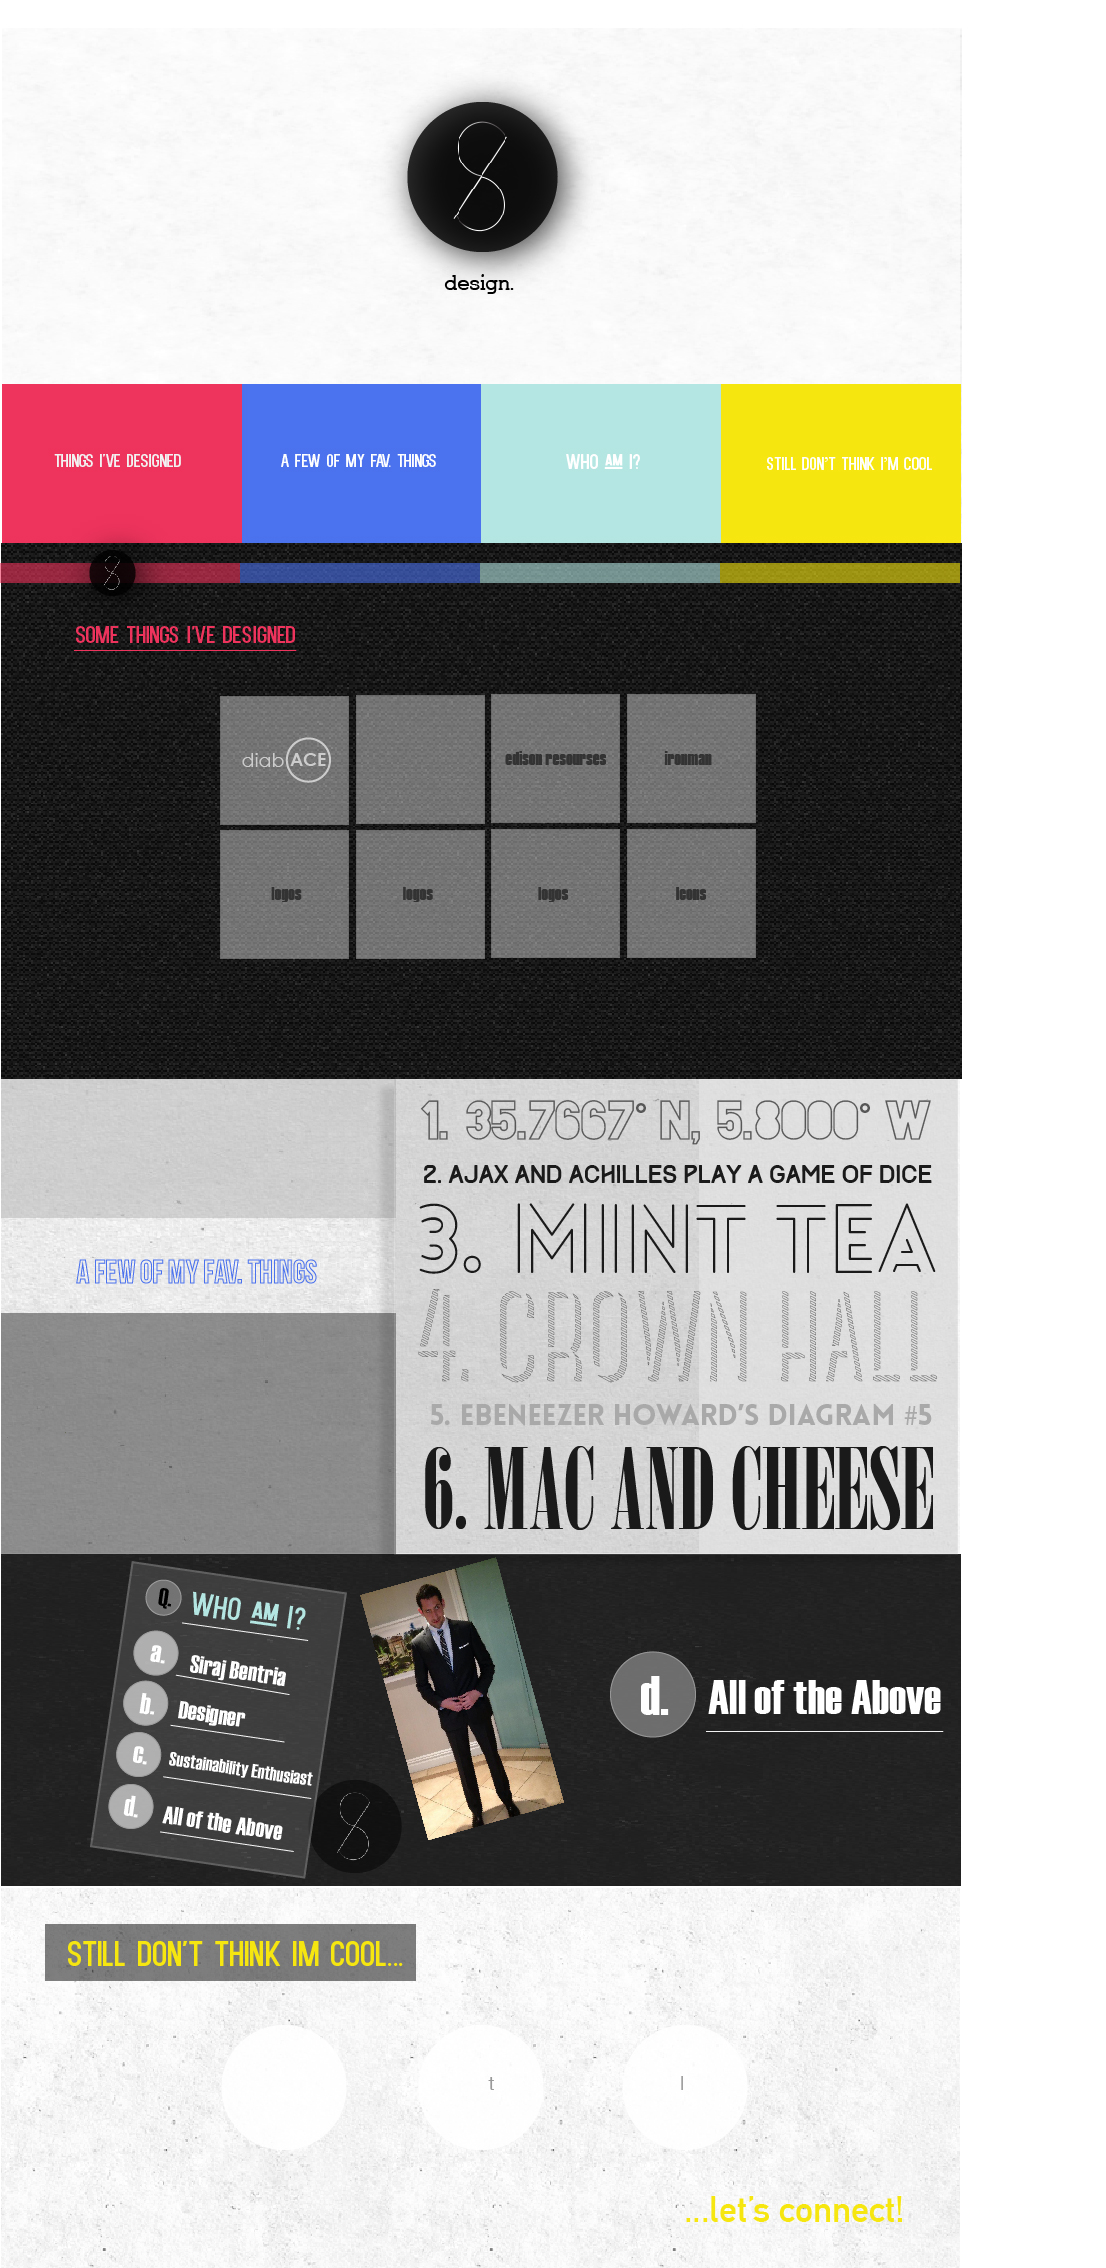 S
design.
THINGS I'VE DESIGNED
A FEW OF MY FAV. THINGS
WHO AM I?
STILL DON'T THINK I'M COOL
S
SOME THINGS I'VE DESIGNED
diabACE
edison resourses
ironman
logos
logos
logos
Icons
1. 35.7667° N, 5.8000° W
2. AJAX AND ACHILLES PLAY A GAME OF DICE
3. MINT TEA
4. CROWN HALL
5. EBENEEZER HOWARD'S DIAGRAM #5
6. MAC AND CHEESE
A FEW OF MY FAV. THINGS
Q. WHO AM I?
a. Siraj Bentria
b. Designer
c. Sustainability Enthusiast
d. All of the Above
S
d. All of the Above
STILL DON'T THINK IM COOL...
t
l
...let's connect!